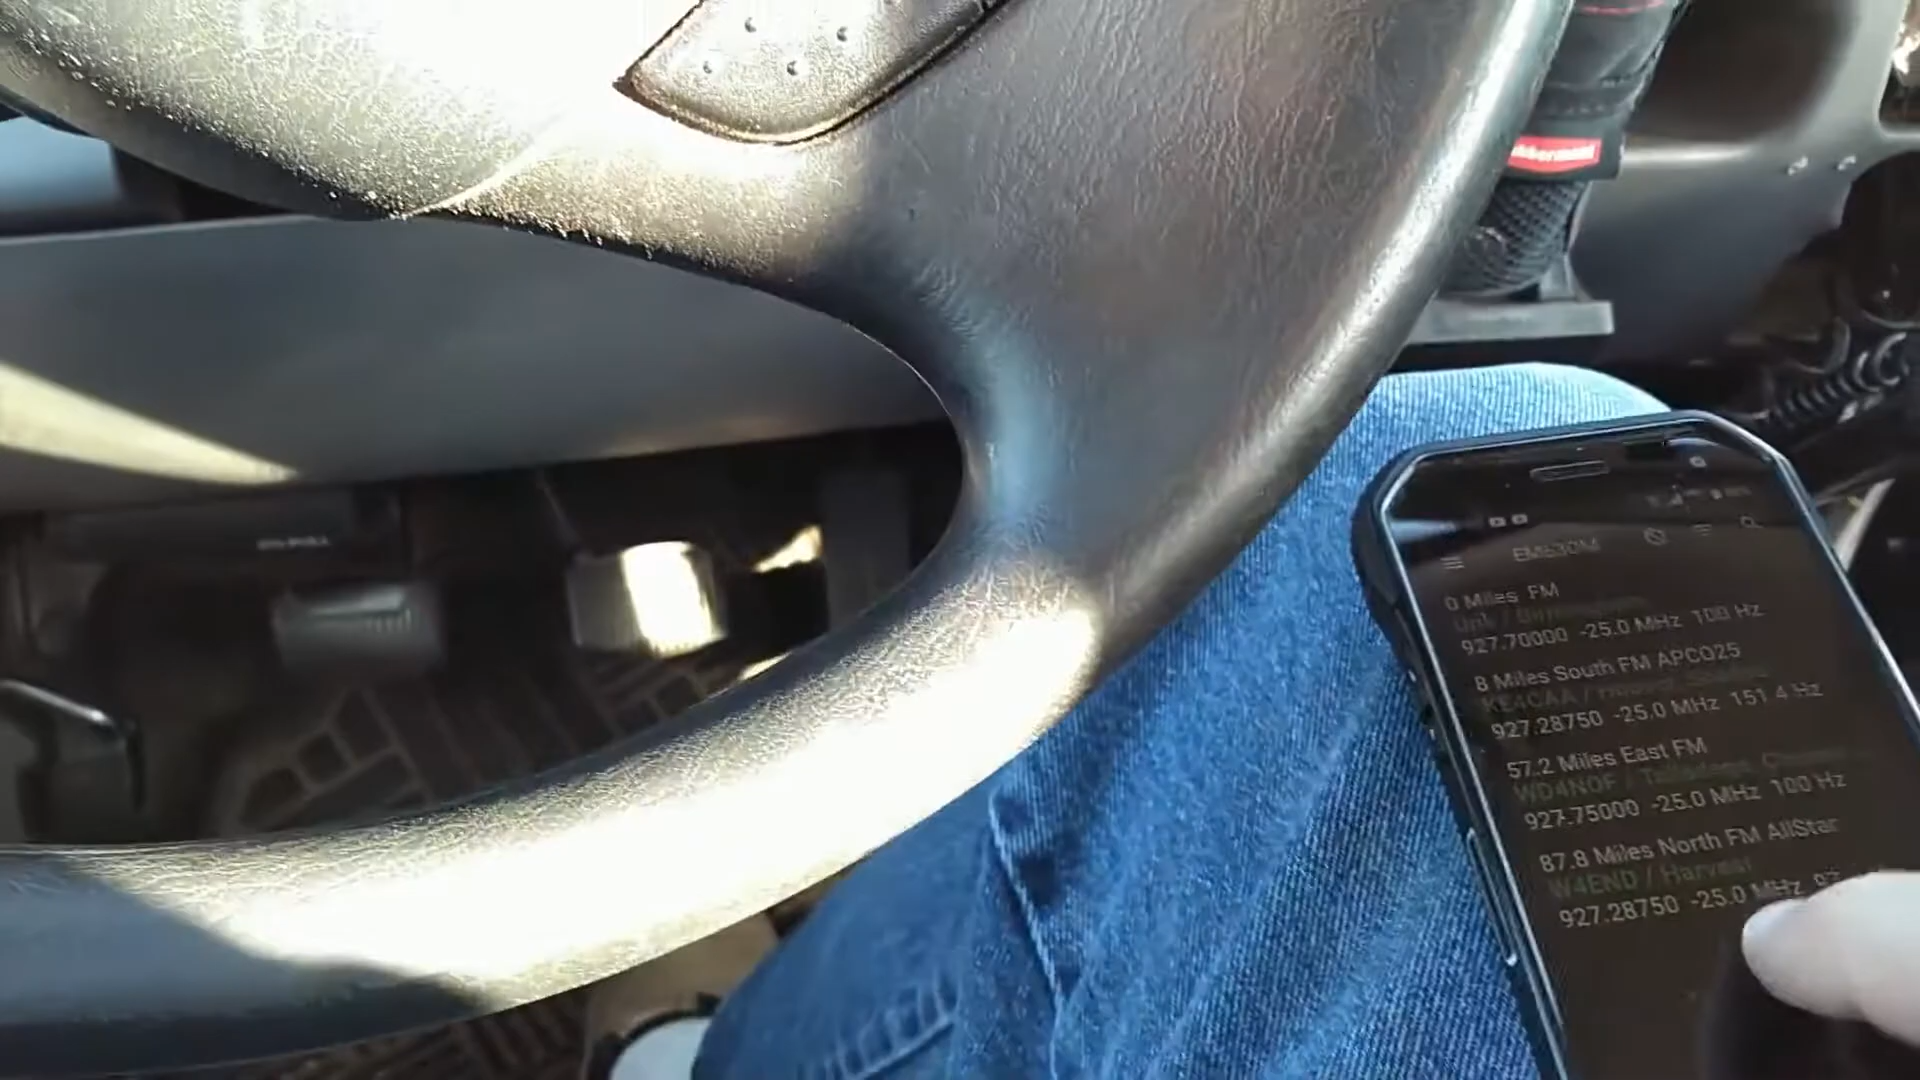 EM63OM
0 Miles FM
927.70000 -25.0 MHz 100 Hz
8 Miles South FM APCO25
KE4CAA /
927.28750 -25.0 MHz 151.4 Hz
57.2 Miles East FM
WD4NOF /
927.75000 -25.0 MHz 100 Hz
87.8 Miles North FM AllStar
W4END / Harvest
927.28750 -25.0 MHz